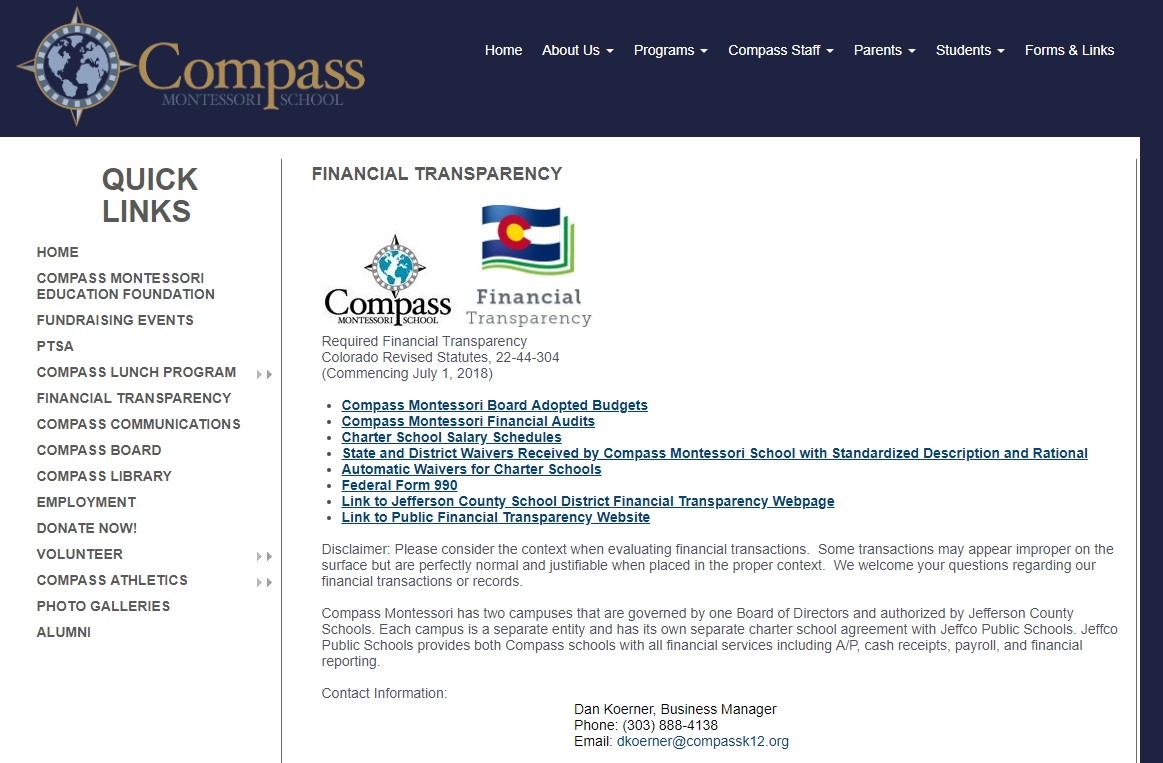 Compass
MONTESSORI SCHOOL
Home About Us Programs Compass Staff Parents Students Forms & Links
QUICK
LINKS
HOME
COMPASS MONTESSORI
EDUCATION FOUNDATION
FUNDRAISING EVENTS
PTSA
COMPASS LUNCH PROGRAM
FINANCIAL TRANSPARENCY
COMPASS COMMUNICATIONS
COMPASS BOARD
COMPASS LIBRARY
EMPLOYMENT
DONATE NOW!
VOLUNTEER
COMPASS ATHLETICS
PHOTO GALLERIES
ALUMNI
FINANCIAL TRANSPARENCY
Compass
MONTESSORI SCHOOL
Financial
Transparency
Required Financial Transparency
Colorado Revised Statutes, 22-44-304
(Commencing July 1, 2018)
• Compass Montessori Board Adopted Budgets
• Compass Montessori Financial Audits
• Charter School Salary Schedules
• State and District Waivers Received by Compass Montessori School with Standardized Description and Rational
• Automatic Waivers for Charter Schools
• Federal Form 990
• Link to Jefferson County School District Financial Transparency Webpage
• Link to Public Financial Transparency Website
Disclaimer: Please consider the context when evaluating financial transactions.  Some transactions may appear improper on the
surface but are perfectly normal and justifiable when placed in the proper context.  We welcome your questions regarding our
financial transactions or records.
Compass Montessori has two campuses that are governed by one Board of Directors and authorized by Jefferson County
Schools. Each campus is a separate entity and has its own separate charter school agreement with Jeffco Public Schools. Jeffco
Public Schools provides both Compass schools with all financial services including A/P, cash receipts, payroll, and financial
reporting.
Contact Information:
Dan Koerner, Business Manager
Phone: (303) 888-4138
Email: dkoerner@compassk12.org